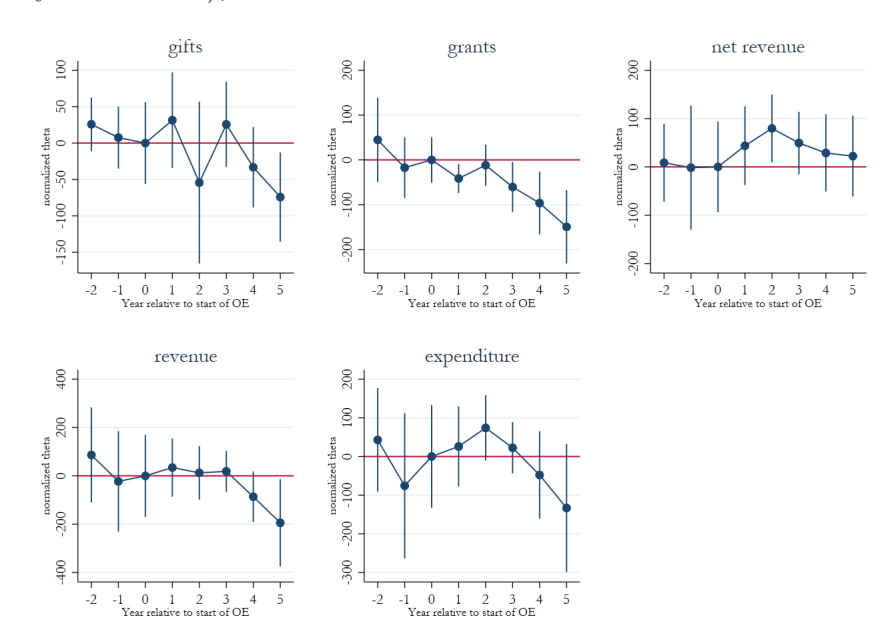 gifts
grants
net revenue
normalized theta
100
50
0
-50
-100
-150
-2 -1 0 1 2 3 4 5
Year relative to start of OE
normalized theta
200
100
0
-100
-200
-2 -1 0 1 2 3 4 5
Year relative to start of OE
normalized theta
200
100
0
-100
-200
-2 -1 0 1 2 3 4 5
Year relative to start of OE
revenue
expenditure
normalized theta
400
200
0
-200
-400
-2 -1 0 1 2 3 4 5
Year relative to start of OE
normalized theta
200
100
0
-100
-200
-300
-2 -1 0 1 2 3 4 5
Year relative to start of OE